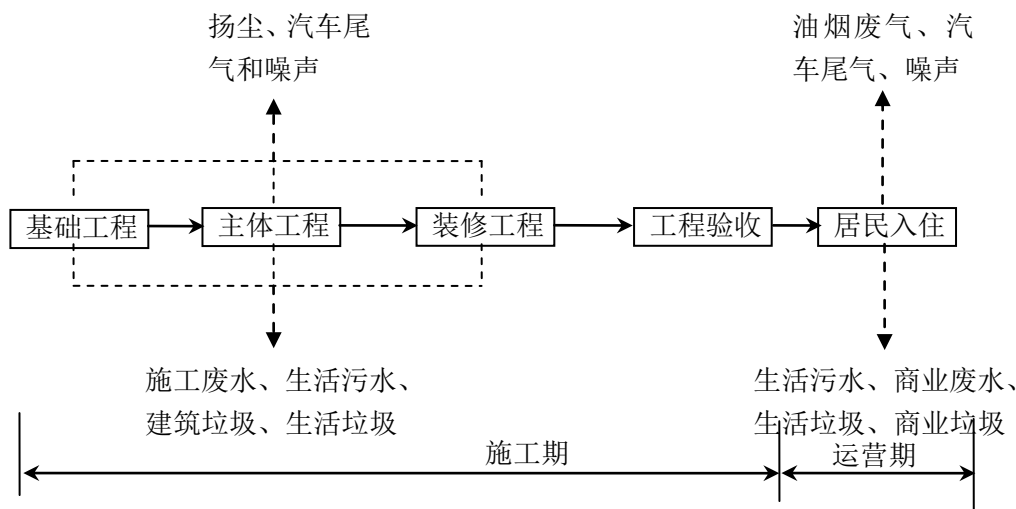 扬尘、汽车尾
气和噪声
油烟废气、汽
车尾气、噪声
基础工程
主体工程
装修工程
工程验收
居民入住
施工废水、生活污水、
建筑垃圾、生活垃圾
生活污水、商业废水、
生活垃圾、商业垃圾
施工期
运营期